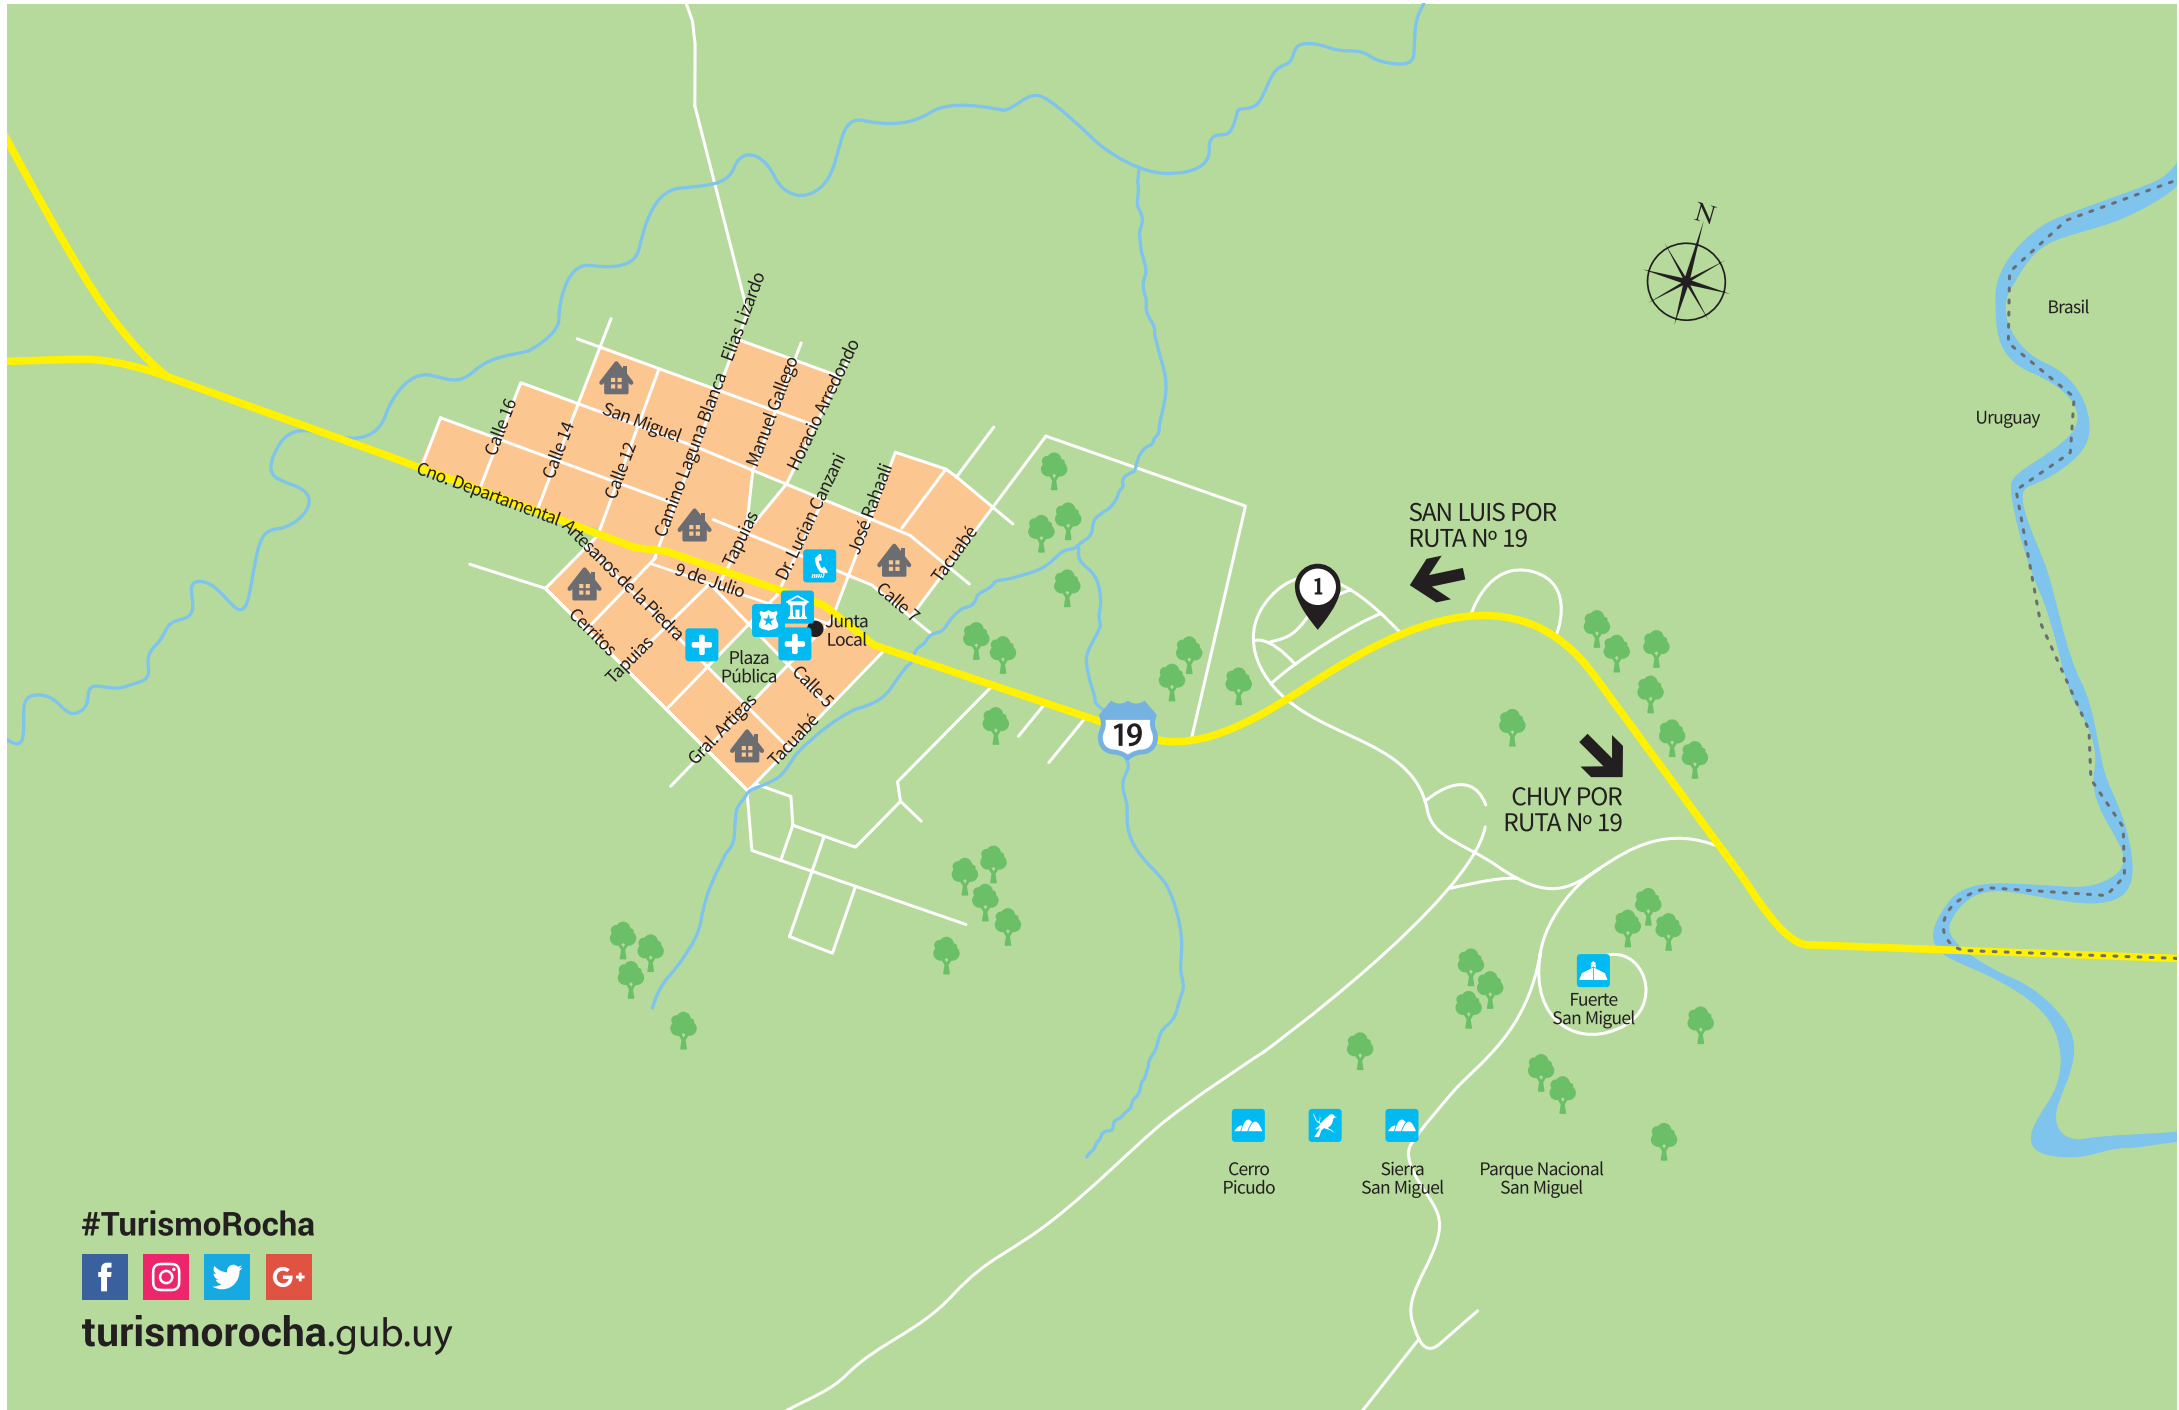 N
Brasil
Uruguay
Elias Lizardo
Manuel Gallego
Horacio Arredondo
Camino Laguna Blanca
San Miguel
Calle 16
Calle 14
Calle 12
Cno. Departamental
Artesanos de la Piedra
Tapuias
Dr. Lucian Canzani
José Rahaali
Tacuabé
9 de Julio
Calle 7
Cerritos
Tapuias
Junta
Local
Plaza
Pública
Calle 5
Gral. Artigas
Tacuabé
19
1
SAN LUIS POR
RUTA Nº 19
CHUY POR
RUTA Nº 19
Fuerte
San Miguel
Cerro
Picudo
Sierra
San Miguel
Parque Nacional
San Miguel
#TurismoRocha
f
G+
turismorocha.gub.uy